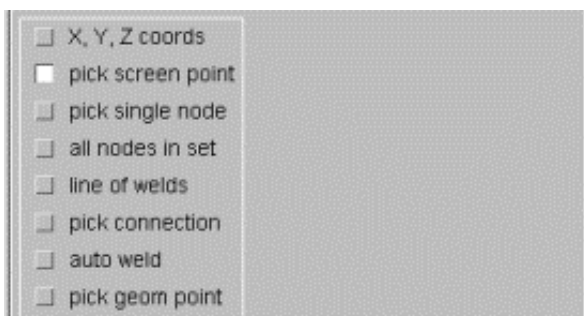 X, Y, Z coords
pick screen point
pick single node
all nodes in set
line of welds
pick connection
auto weld
pick geom point